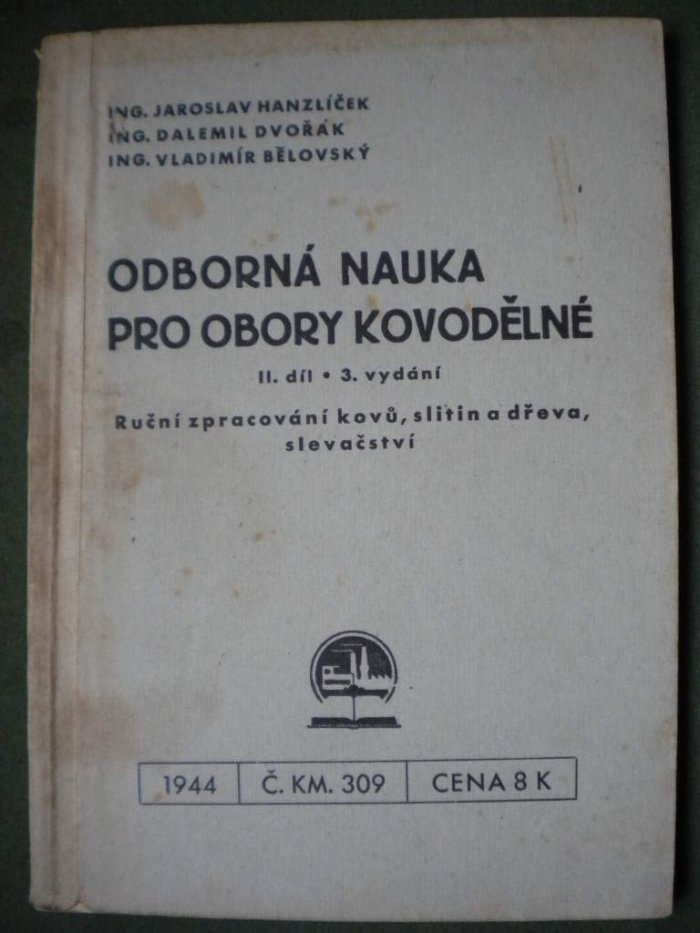 ING. JAROSLAV HANZLÍČEK
ING. DALEMIL DVOŘÁK
ING. VLADIMÍR BĚLOVSKÝ
ODBORNÁ NAUKA
PRO OBORY KOVODĚLNÉ
II. díl • 3. vydání
Ruční zpracování kovů, slitin a dřeva,
slevačství
1944 Č. KM. 309 CENA 8 K